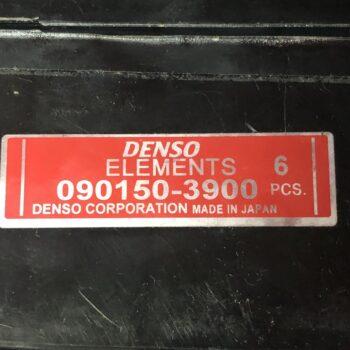 DENSO
ELEMENTS 6
090150-3900 PCS.
DENSO CORPORATION MADE IN JAPAN